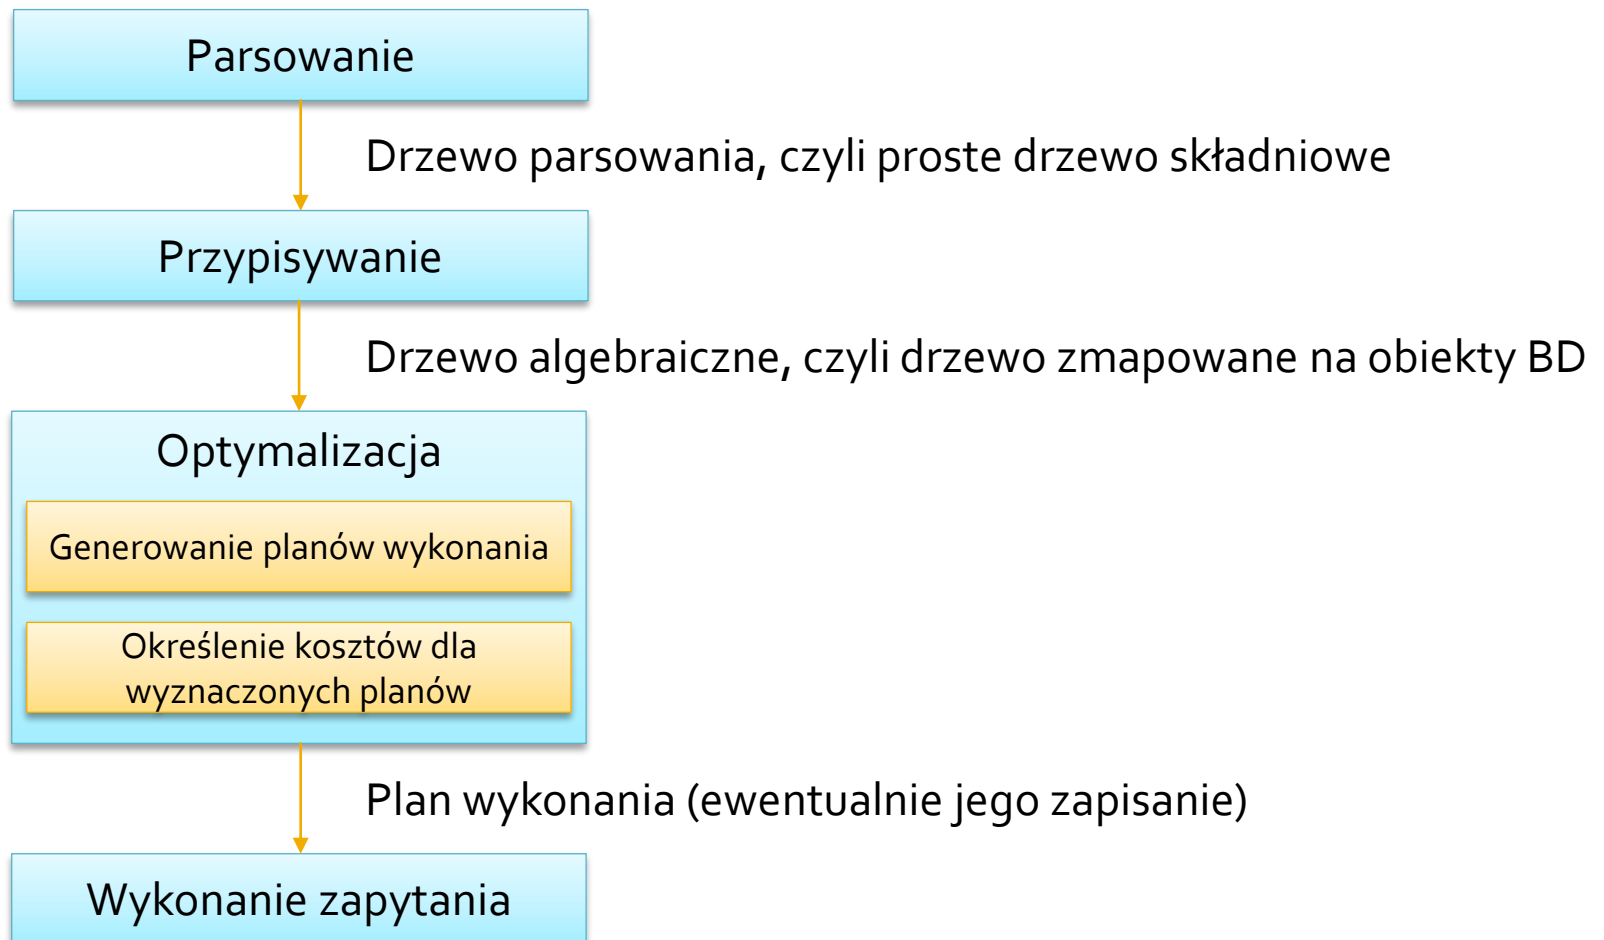 Parsowanie
Drzewo parsowania, czyli proste drzewo składniowe
Przypisywanie
Drzewo algebraiczne, czyli drzewo zmapowane na obiekty BD
Optymalizacja
Generowanie planów wykonania
Określenie kosztów dla
wyznaczonych planów
Plan wykonania (ewentualnie jego zapisanie)
Wykonanie zapytania